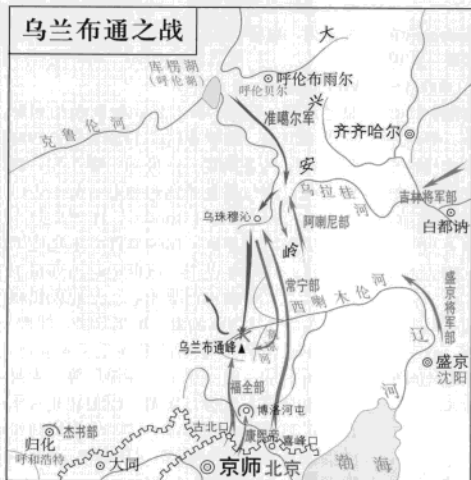 乌兰布通之战
大
兴
安
岭
库楞湖
(呼伦湖)
呼伦布雨尔
呼伦贝尔
准噶尔军
克鲁伦河
齐齐哈尔
乌拉桂河
吉林将军部
白都讷
乌珠穆沁
阿喇尼部
常宁部
西喇木伦河
盛京将军部
乌兰布通峰
辽河
盛京
沈阳
福全部
博洛河屯
古北口
康熙帝
喜峰口
杰书部
归化
呼和浩特
大同
京师
北京
渤海